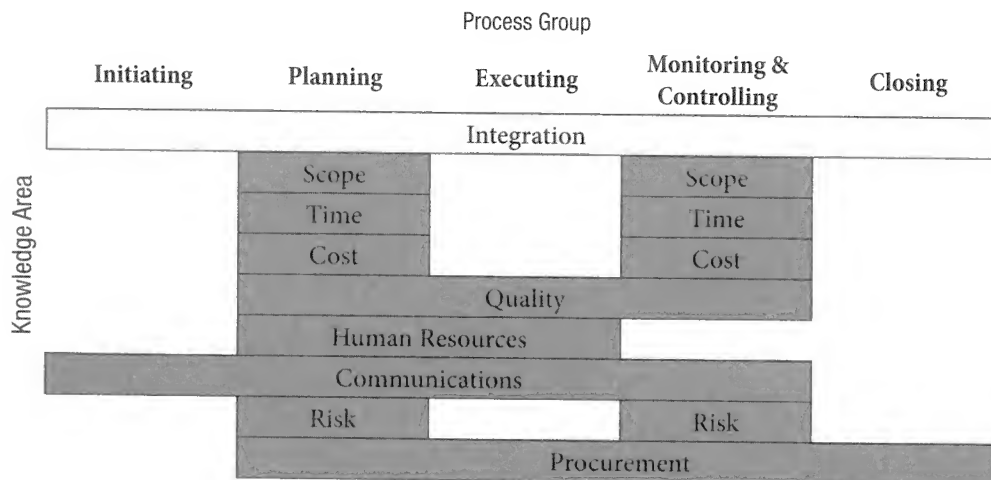 Process Group
Initiating
Planning
Executing
Monitoring &
Controlling
Closing
Knowledge Area
Integration
Scope
Scope
Time
Time
Cost
Cost
Quality
Human Resources
Communications
Risk
Risk
Procurement